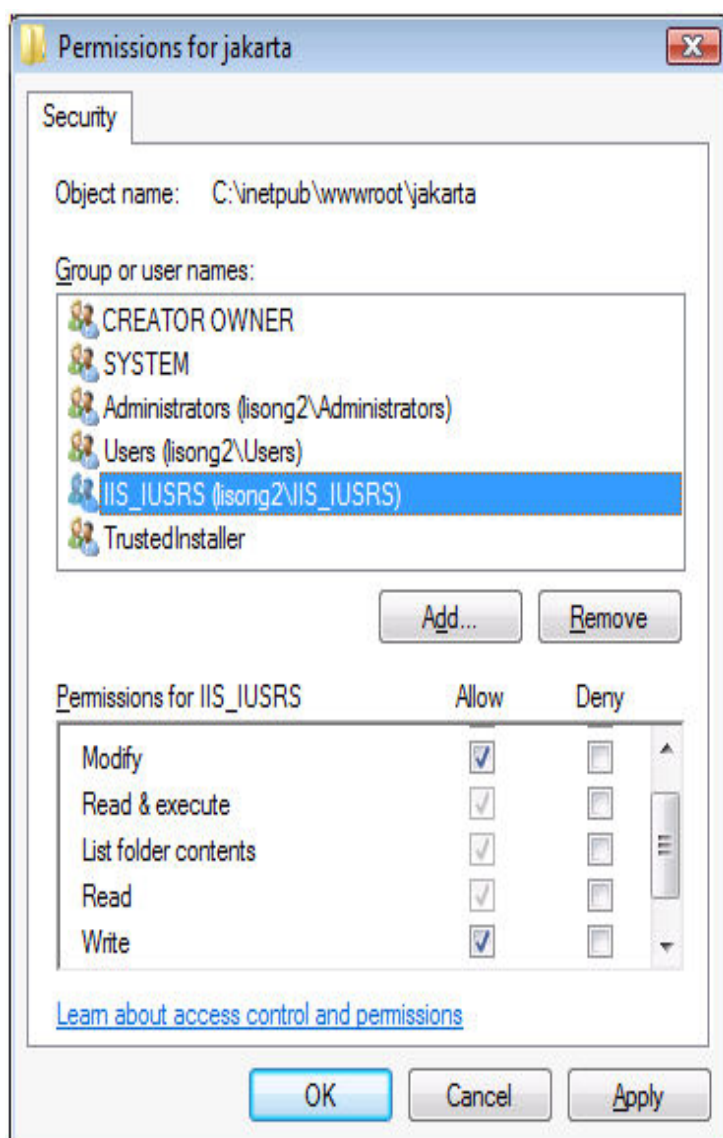 Permissions for jakarta
Security
Object name: C:\inetpub\wwwroot\jakarta
Group or user names:
CREATOR OWNER
SYSTEM
Administrators (lisong2\Administrators)
Users (lisong2\Users)
IIS_IUSRS (lisong2\IIS_IUSRS)
TrustedInstaller
Add... Remove
Permissions for IIS_IUSRS Allow Deny
Modify
Read & execute
List folder contents
Read
Write
Learn about access control and permissions
OK Cancel Apply